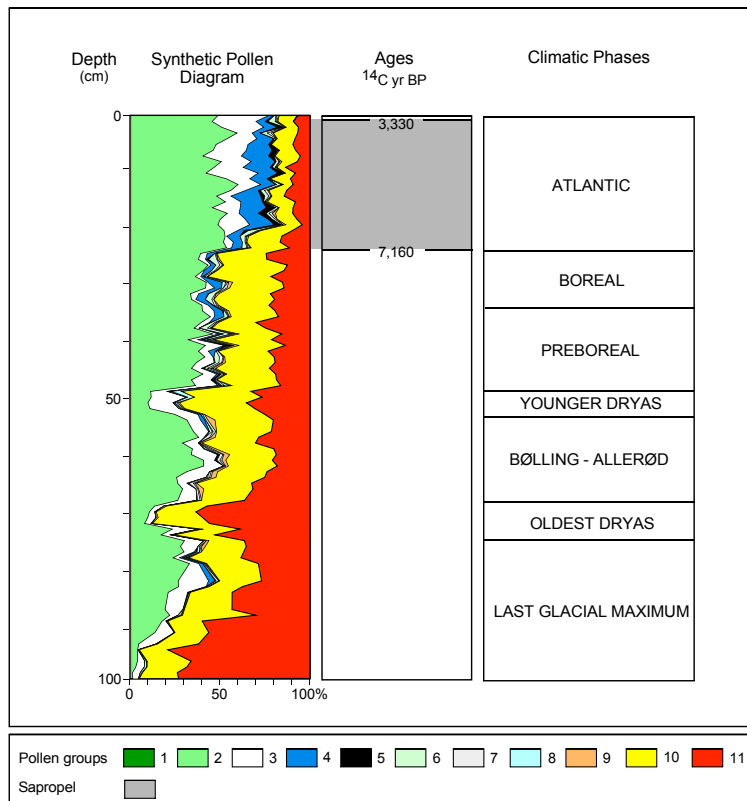 Depth
(cm)
Synthetic Pollen
Diagram
Ages
14C yr BP
Climatic Phases
0
3,330
ATLANTIC
7,160
BOREAL
PREBOREAL
50
YOUNGER DRYAS
BØLLING - ALLERØD
OLDEST DRYAS
LAST GLACIAL MAXIMUM
100
0 50 100%
Pollen groups 1 2 3 4 5 6 7 8 9 10 11
Sapropel